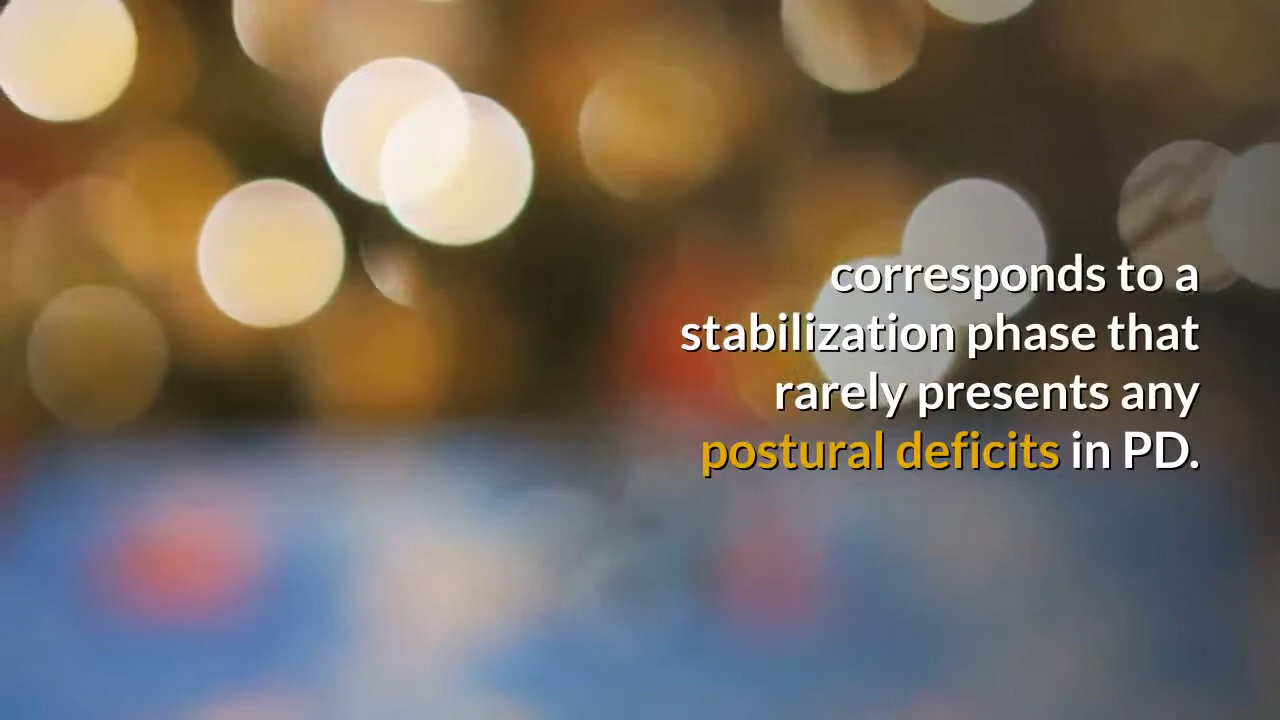 corresponds to a
stabilization phase that
rarely presents any
postural deficits in PD.